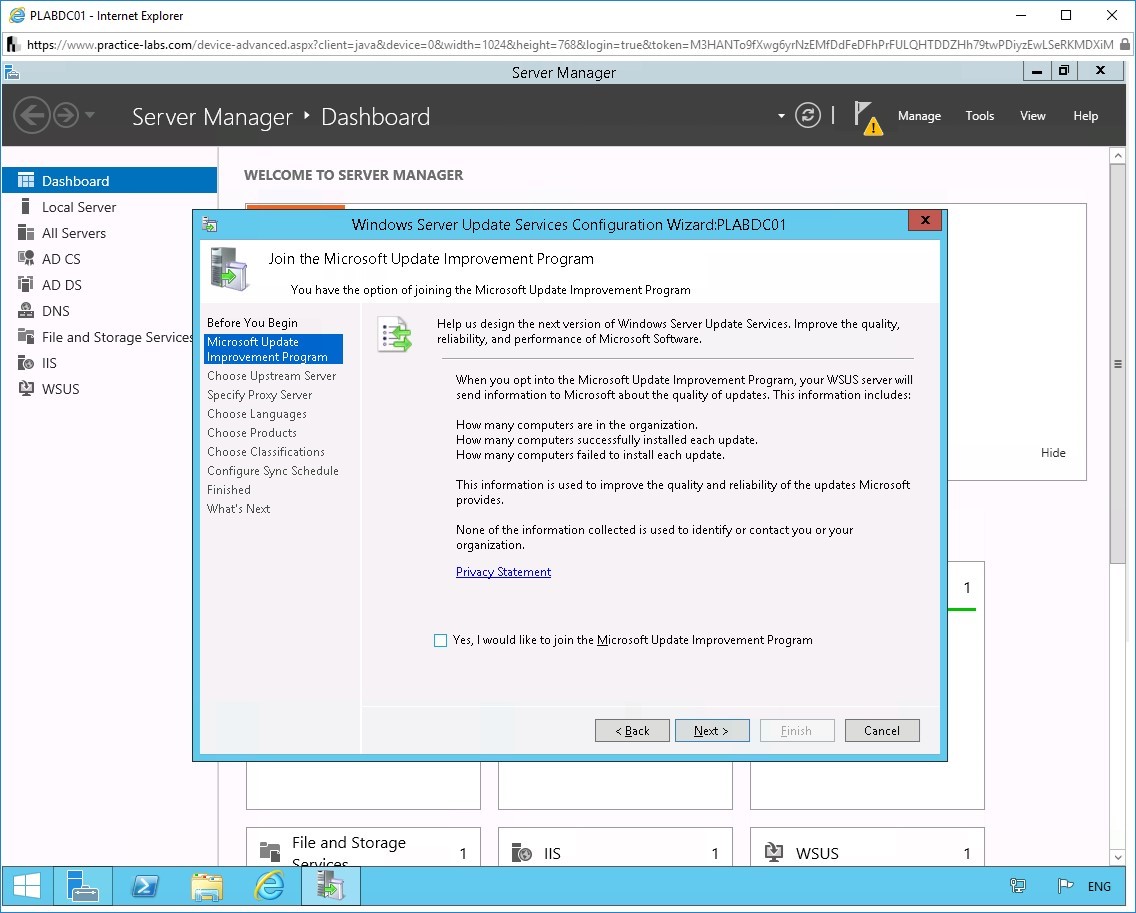 PLABDC01 - Internet Explorer
https://www.practice-labs.com/device-advanced.aspx?client=java&device=0&width=1024&height=768&login=true&token=M3HANTo9fXwg6yrNzEMfDdFeDFhPrFULQHTDDZHh79twPDiyzEwLSeRKMDXiM
Server Manager
Server Manager Dashboard
Manage Tools View Help
Dashboard
Local Server
All Servers
AD CS
AD DS
DNS
File and Storage Services
IIS
WSUS
WELCOME TO SERVER MANAGER
Windows Server Update Services Configuration Wizard:PLABDC01
x
Join the Microsoft Update Improvement Program
You have the option of joining the Microsoft Update Improvement Program
Before You Begin
Microsoft Update
Improvement Program
Choose Upstream Server
Specify Proxy Server
Choose Languages
Choose Products
Choose Classifications
Configure Sync Schedule
Finished
What's Next
Help us design the next version of Windows Server Update Services. Improve the quality,
reliability, and performance of Microsoft Software.
When you opt into the Microsoft Update Improvement Program, your WSUS server will
send information to Microsoft about the quality of updates. This information includes:
How many computers are in the organization.
How many computers successfully installed each update.
How many computers failed to install each update.
This information is used to improve the quality and reliability of the updates Microsoft
provides.
None of the information collected is used to identify or contact you or your
organization.
Privacy Statement
Yes, I would like to join the Microsoft Update Improvement Program
< Back Next > Finish Cancel
Hide
1
File and Storage
Services
1
IIS 1
WSUS 1
ENG